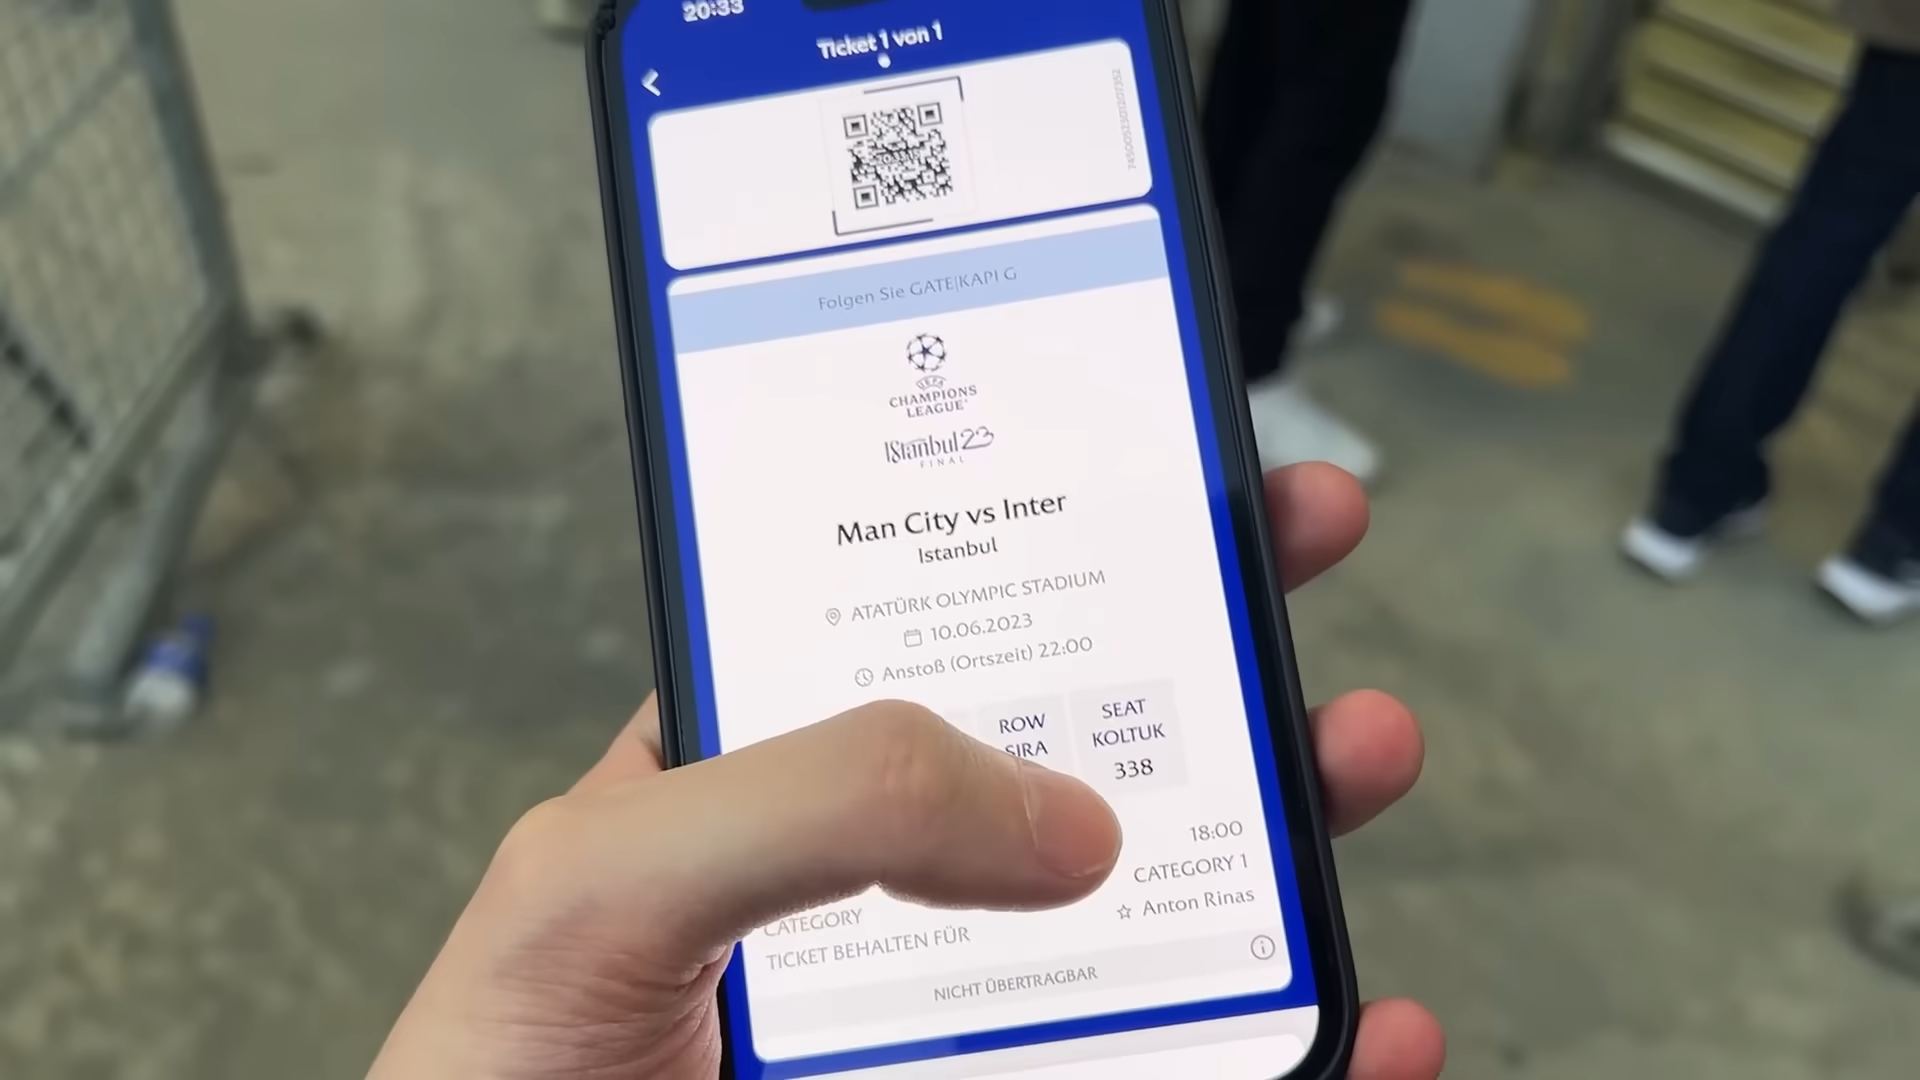 20:33
Ticket 1 von 1
Folgen Sie GATE|KAPI G
UEFA
CHAMPIONS
LEAGUE
Istanbul 23
FINAL
Man City vs Inter
Istanbul
ATATÜRK OLYMPIC STADIUM
10.06.2023
Anstoß (Ortszeit) 22:00
ROW
SIRA
SEAT
KOLTUK
338
18:00
CATEGORY
CATEGORY 1
TICKET BEHALTEN FÜR
Anton Rinas
NICHT ÜBERTRAGBAR